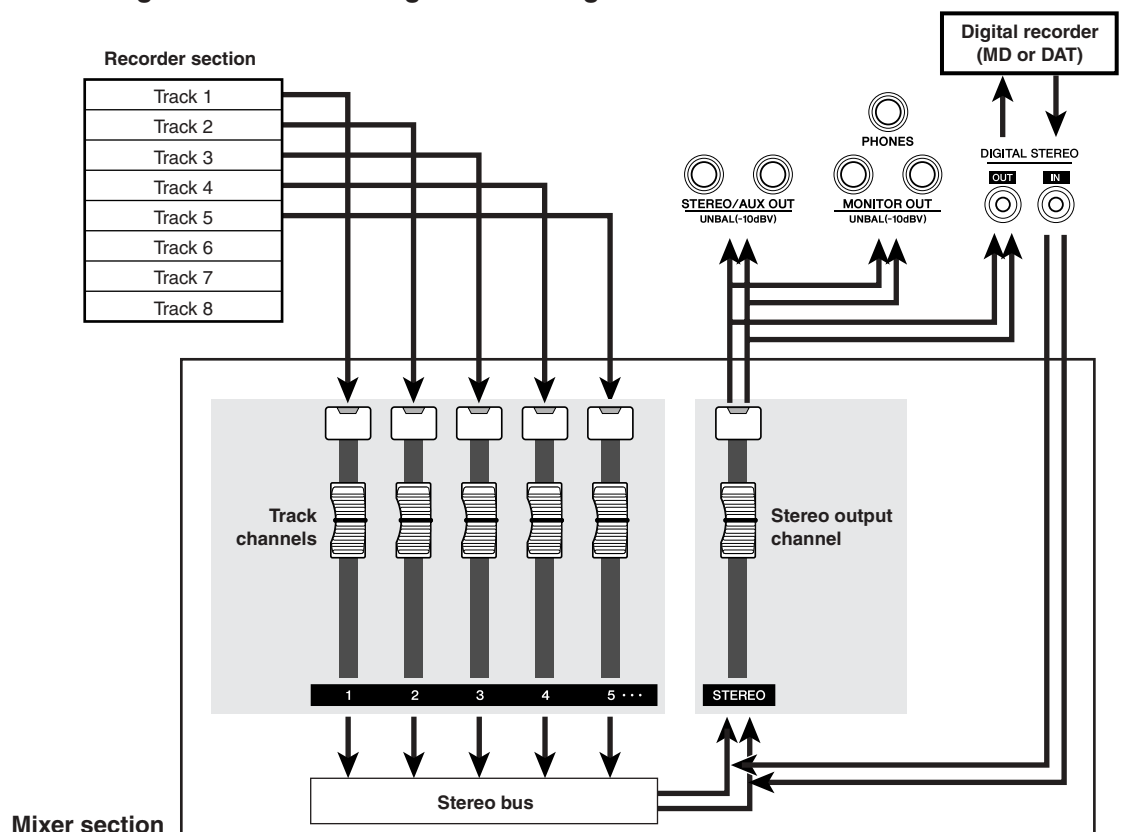 Digital recorder
(MD or DAT)
Recorder section
Track 1
Track 2
Track 3
Track 4
Track 5
Track 6
Track 7
Track 8
PHONES
STEREO/AUX OUT
UNBAL(-10dBV)
MONITOR OUT
UNBAL(-10dBV)
DIGITAL STEREO
OUT
IN
Track
channels
Stereo output
channel
1 2 3 4 5 ···
STEREO
Stereo bus
Mixer section